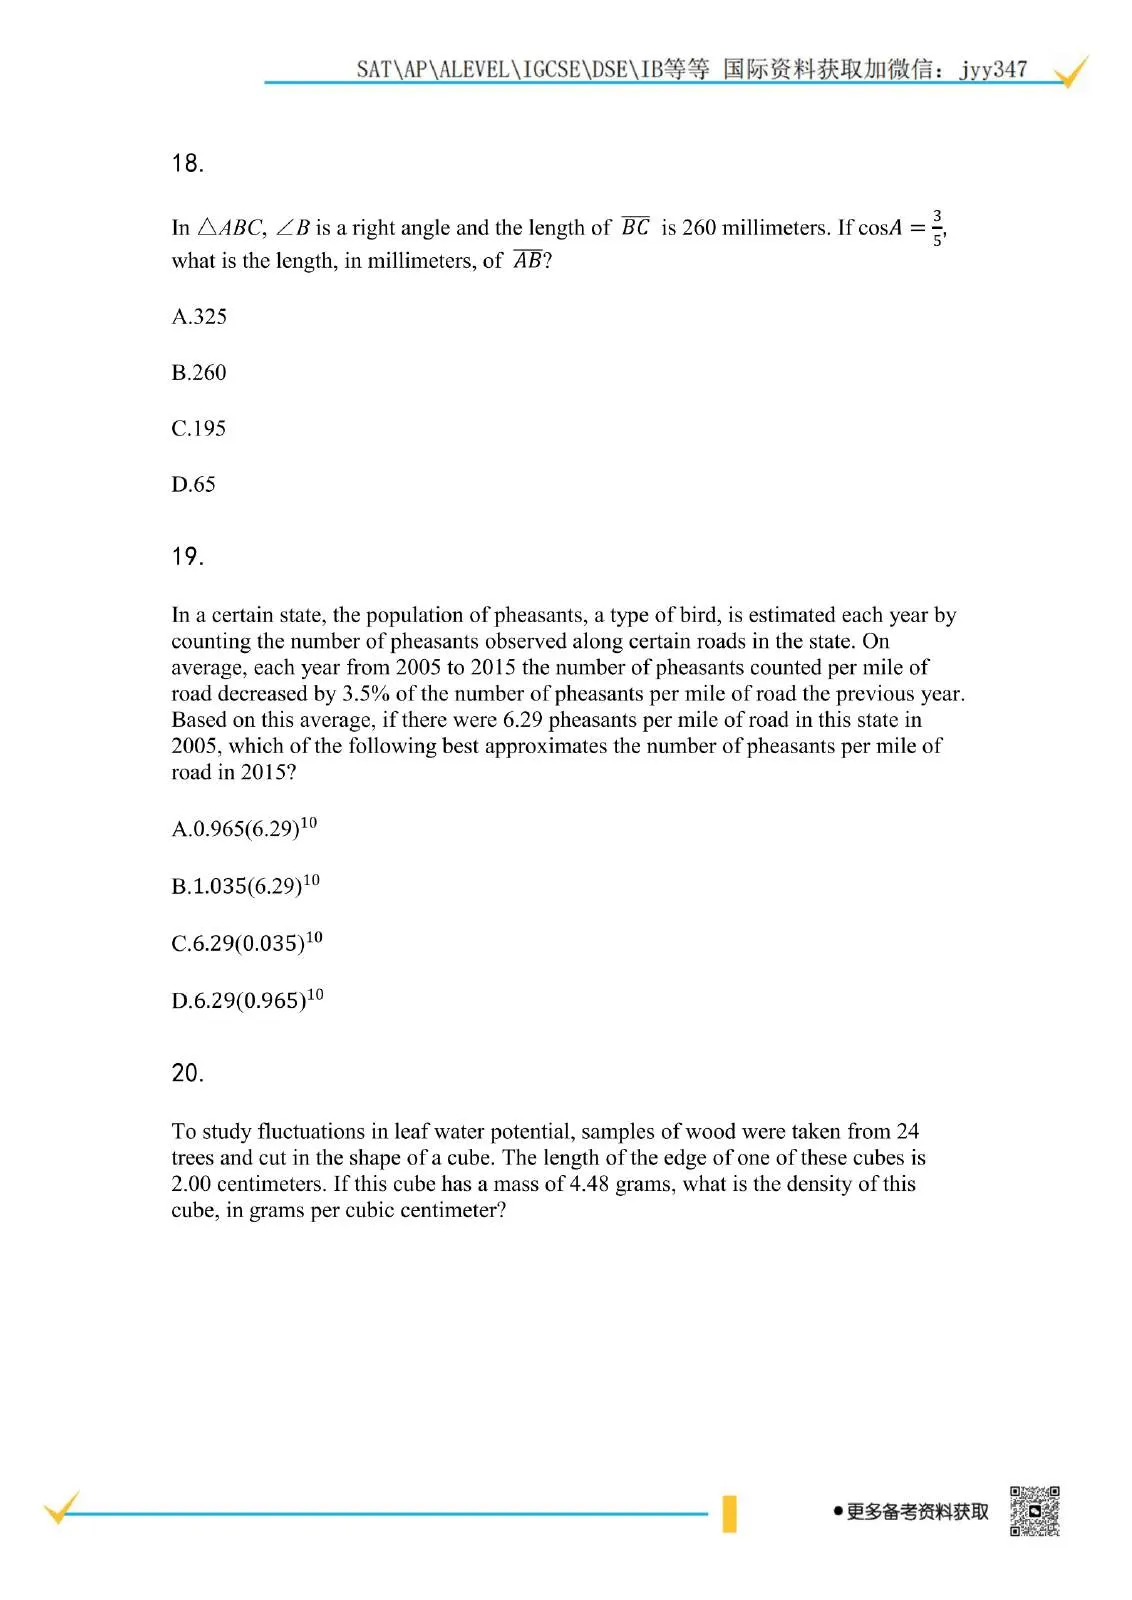 SAT\AP\ALEVEL\IGCSE\DSE\IB等等 国际资料获取加微信: jyy347
18.
In △ABC, ∠B is a right angle and the length of BC is 260 millimeters. If cosA = 3/5,
what is the length, in millimeters, of AB?
A.325
B.260
C.195
D.65
19.
In a certain state, the population of pheasants, a type of bird, is estimated each year by
counting the number of pheasants observed along certain roads in the state. On
average, each year from 2005 to 2015 the number of pheasants counted per mile of
road decreased by 3.5% of the number of pheasants per mile of road the previous year.
Based on this average, if there were 6.29 pheasants per mile of road in this state in
2005, which of the following best approximates the number of pheasants per mile of
road in 2015?
A.0.965(6.29)¹⁰
B.1.035(6.29)¹⁰
C.6.29(0.035)¹⁰
D.6.29(0.965)¹⁰
20.
To study fluctuations in leaf water potential, samples of wood were taken from 24
trees and cut in the shape of a cube. The length of the edge of one of these cubes is
2.00 centimeters. If this cube has a mass of 4.48 grams, what is the density of this
cube, in grams per cubic centimeter?
●更多备考资料获取